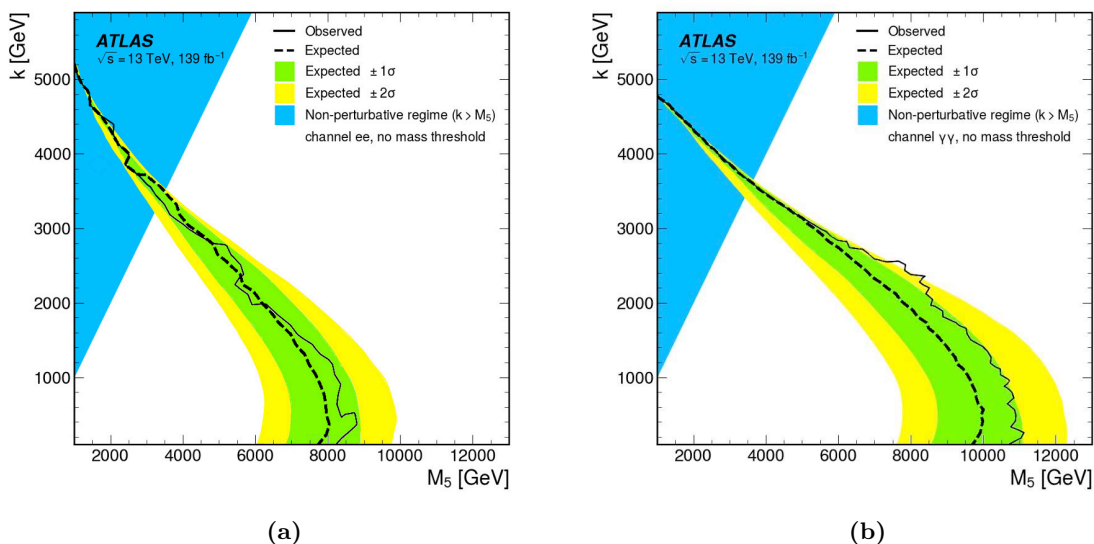 k [GeV]
5000
4000
3000
2000
1000
ATLAS
√s = 13 TeV, 139 fb⁻¹
Observed
Expected
Expected ± 1σ
Expected ± 2σ
Non-perturbative regime (k > M₅)
channel ee, no mass threshold
2000 4000 6000 8000 10000 12000
M₅ [GeV]
(a)
k [GeV]
5000
4000
3000
2000
1000
ATLAS
√s = 13 TeV, 139 fb⁻¹
Observed
Expected
Expected ± 1σ
Expected ± 2σ
Non-perturbative regime (k > M₅)
channel γγ, no mass threshold
2000 4000 6000 8000 10000 12000
M₅ [GeV]
(b)